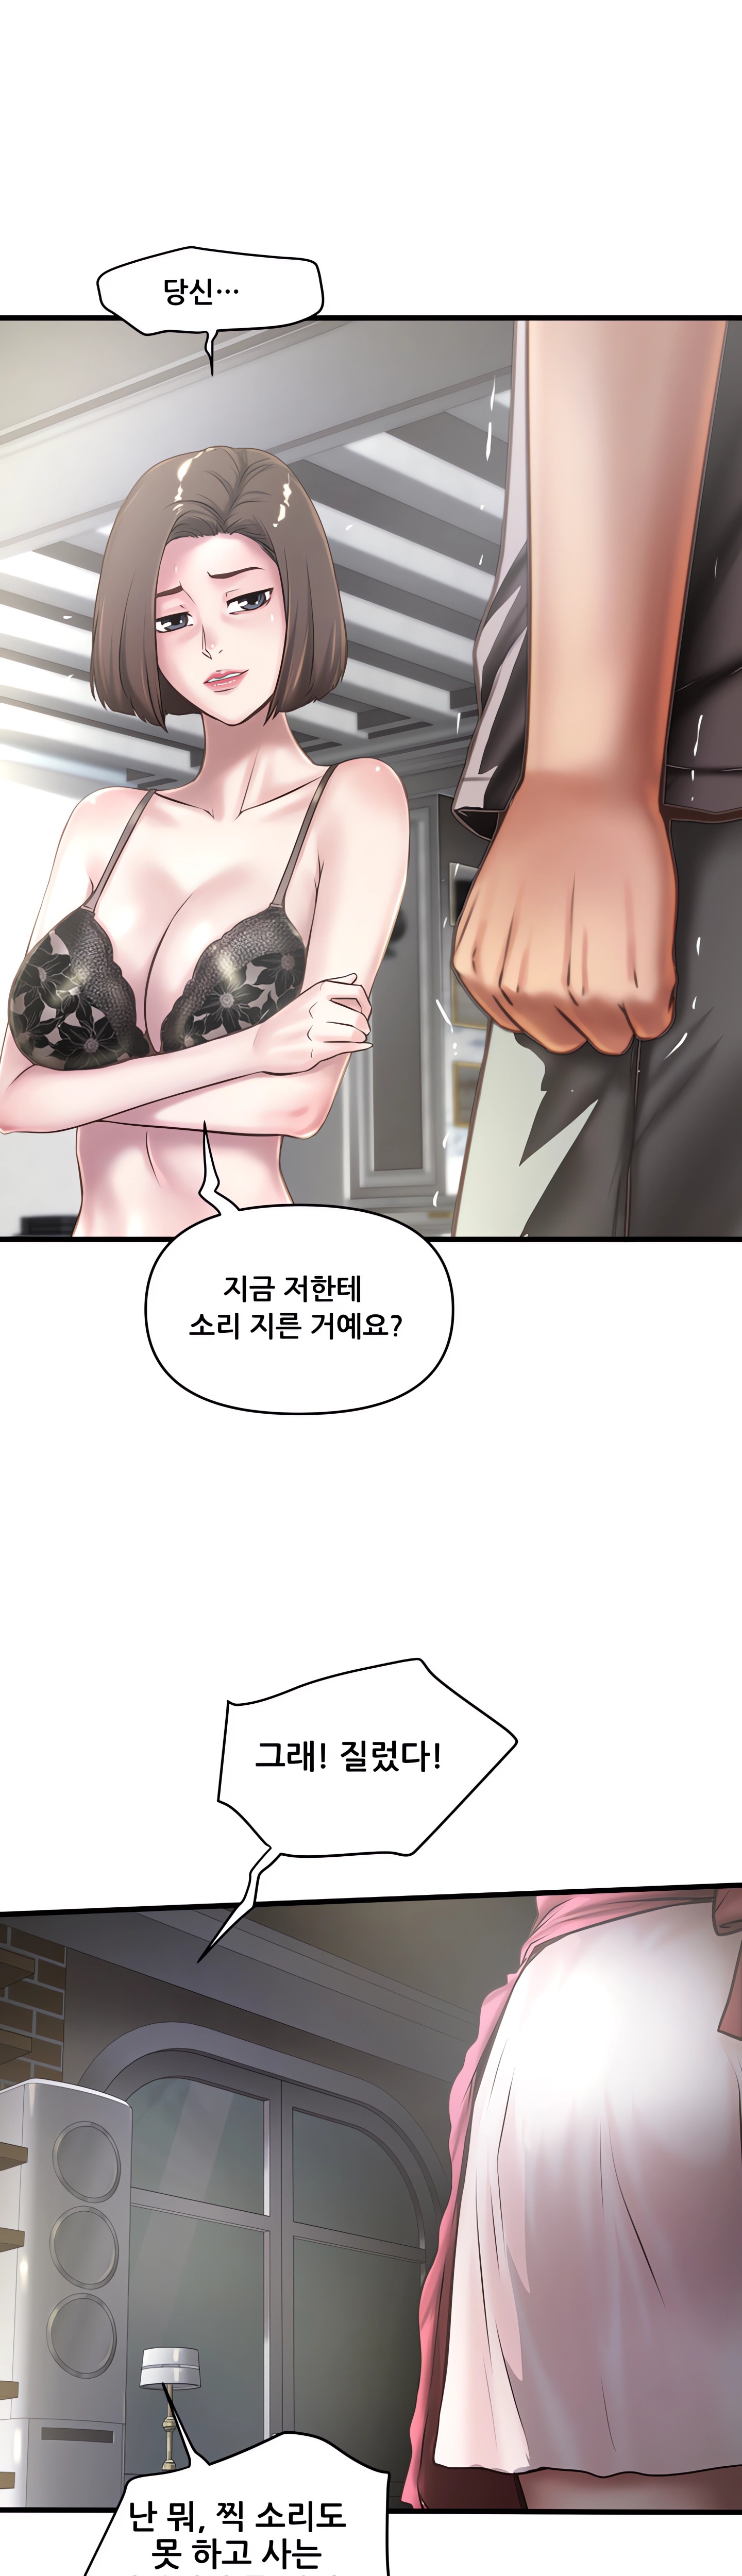 당신…
지금 저한테
소리 지른 거예요?
그래! 질렀다!
난 뭐, 찍 소리도
못 하고 사는